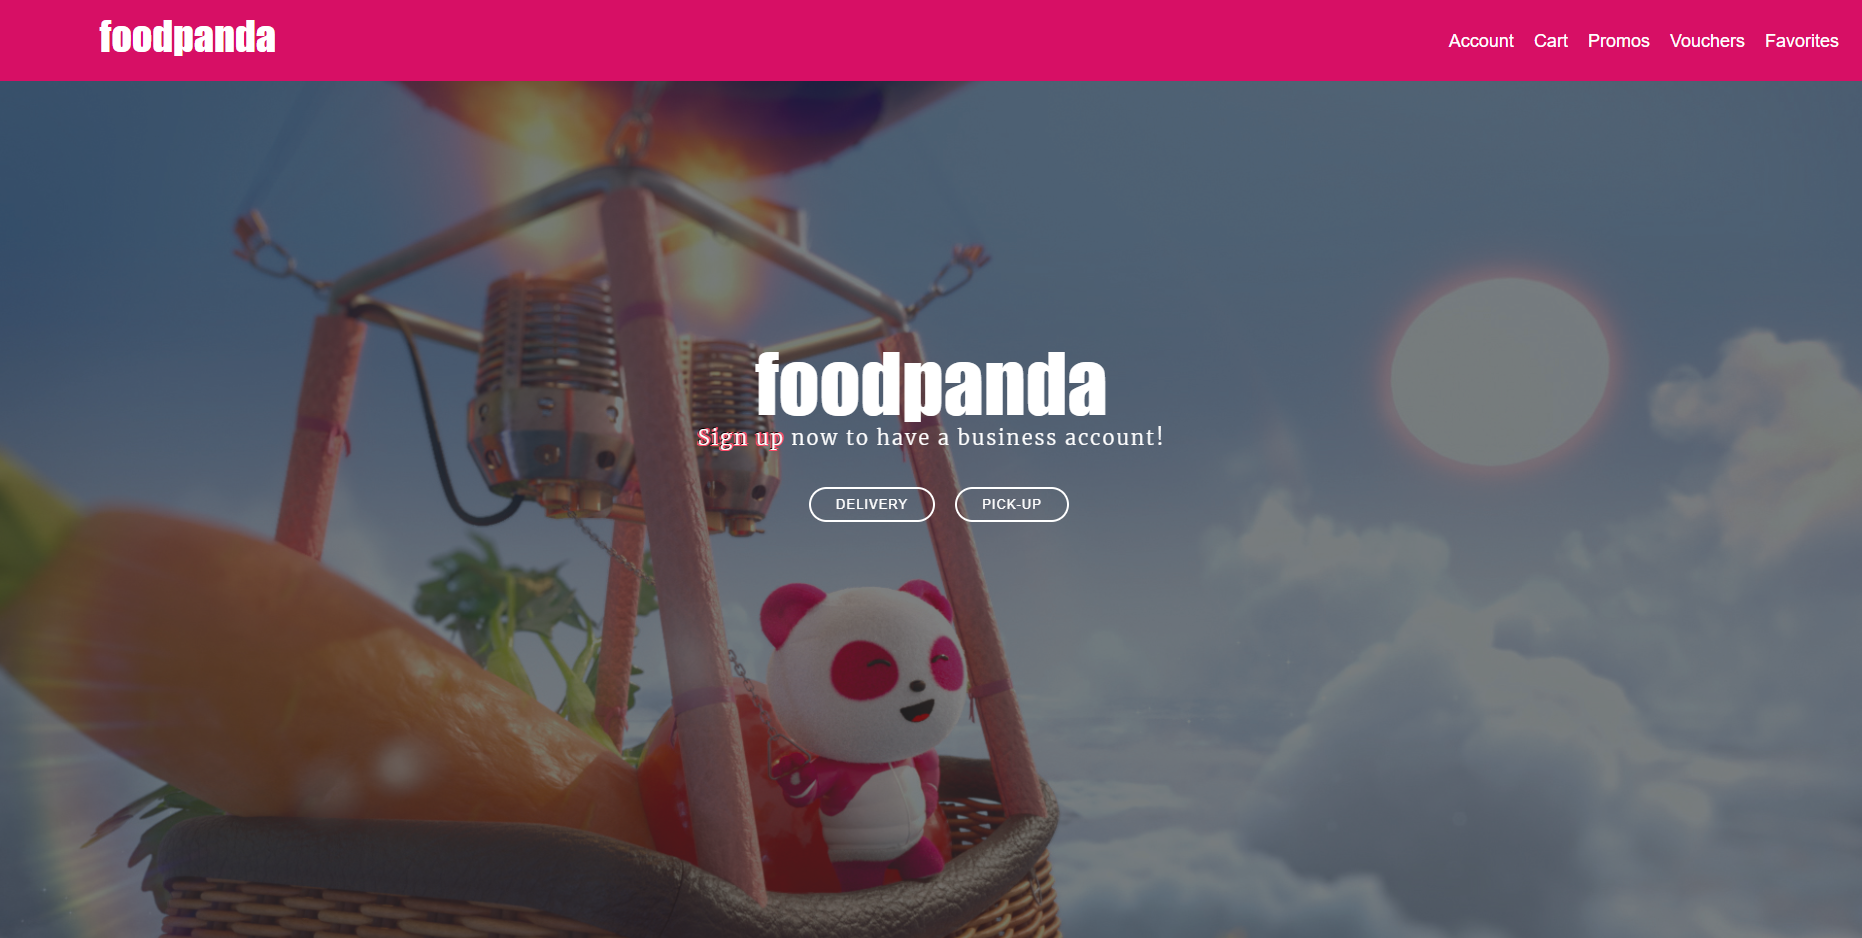 foodpanda
Account Cart Promos Vouchers Favorites
foodpanda
Sign up now to have a business account!
DELIVERY PICK-UP